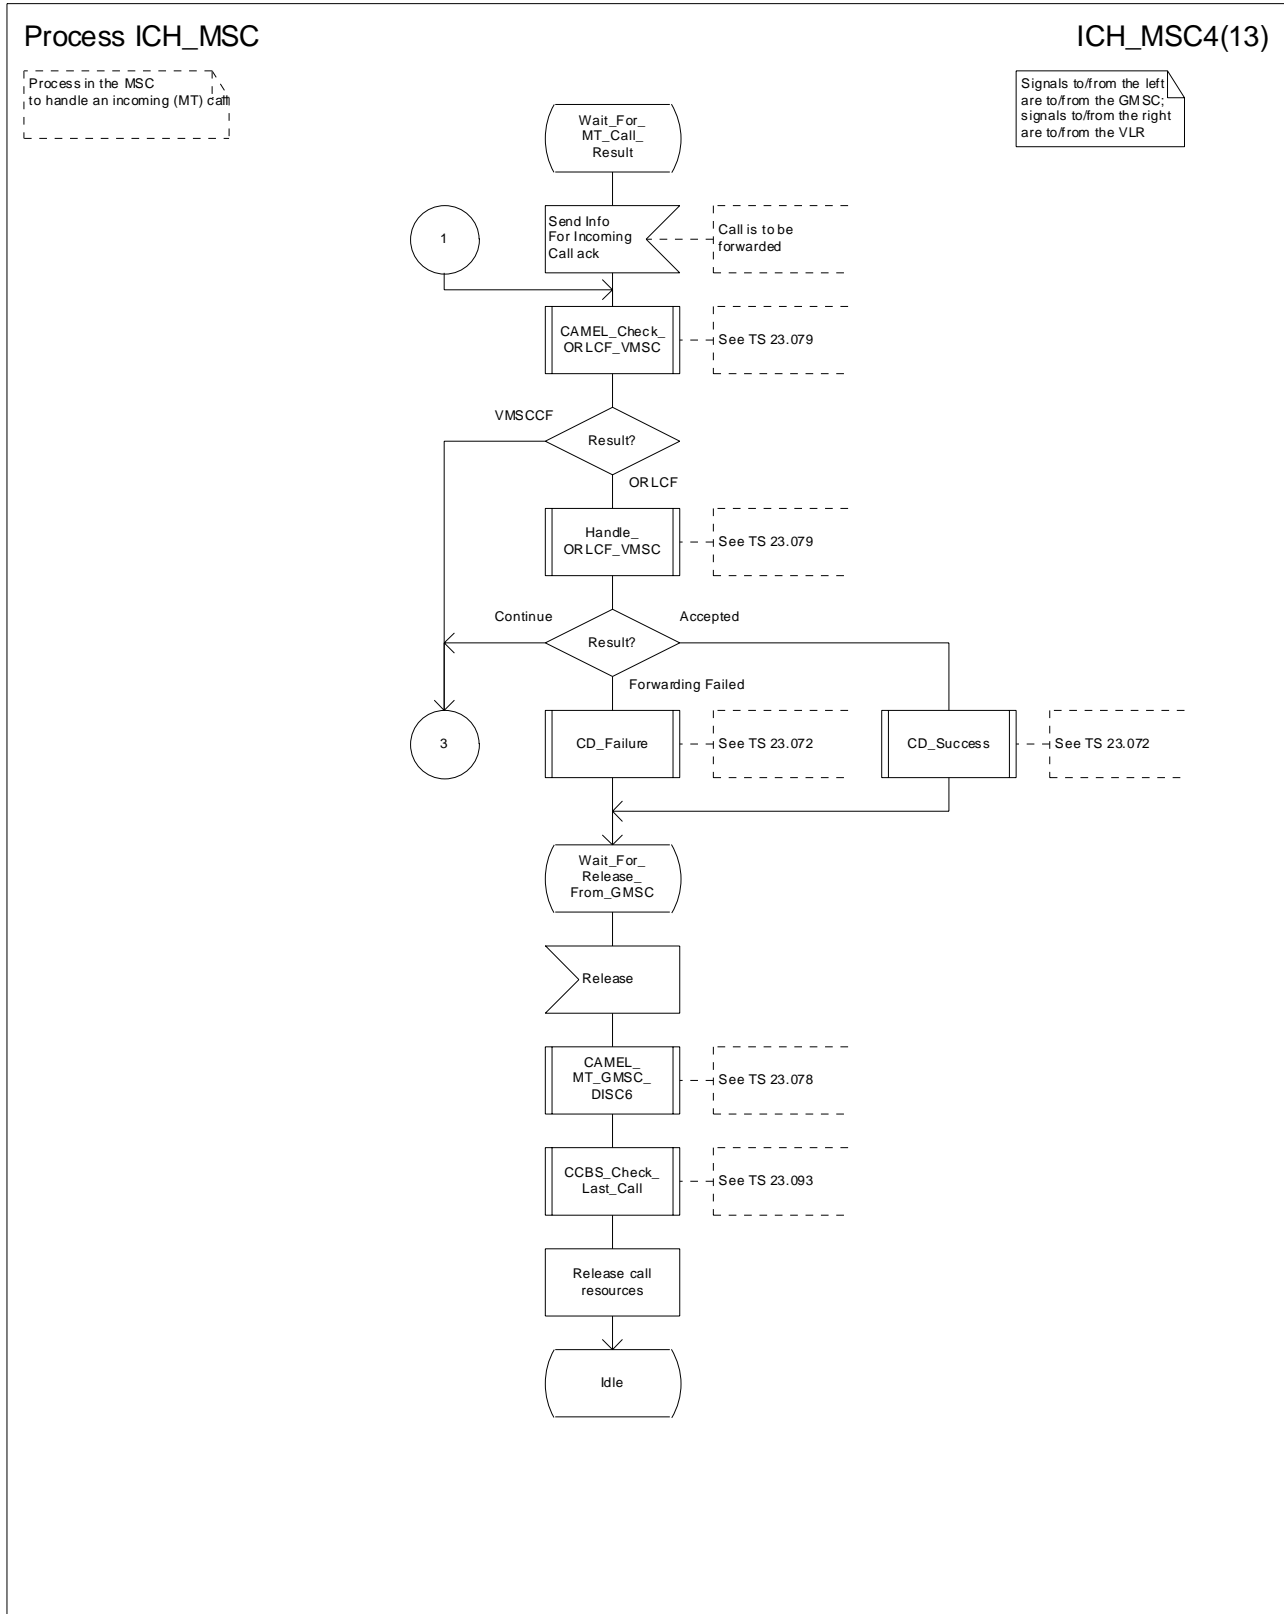 Process ICH_MSC
ICH_MSC4(13)
Process in the MSC
to handle an incoming (MT) call
Signals to/from the left
are to/from the GMSC;
signals to/from the right
are to/from the VLR
Wait_For_
MT_Call_
Result
1
Send Info
For Incoming
Call ack
Call is to be
forwarded
CAMEL_Check_
ORLCF_VMSC
See TS 23.079
VMSCCF
Result?
ORLCF
Handle_
ORLCF_VMSC
See TS 23.079
Continue
Accepted
Result?
Forwarding Failed
3
CD_Failure
See TS 23.072
CD_Success
See TS 23.072
Wait_For_
Release_
From_GMSC
Release
CAMEL_
MT_GMSC_
DISC6
See TS 23.078
CCBS_Check_
Last_Call
See TS 23.093
Release call
resources
Idle